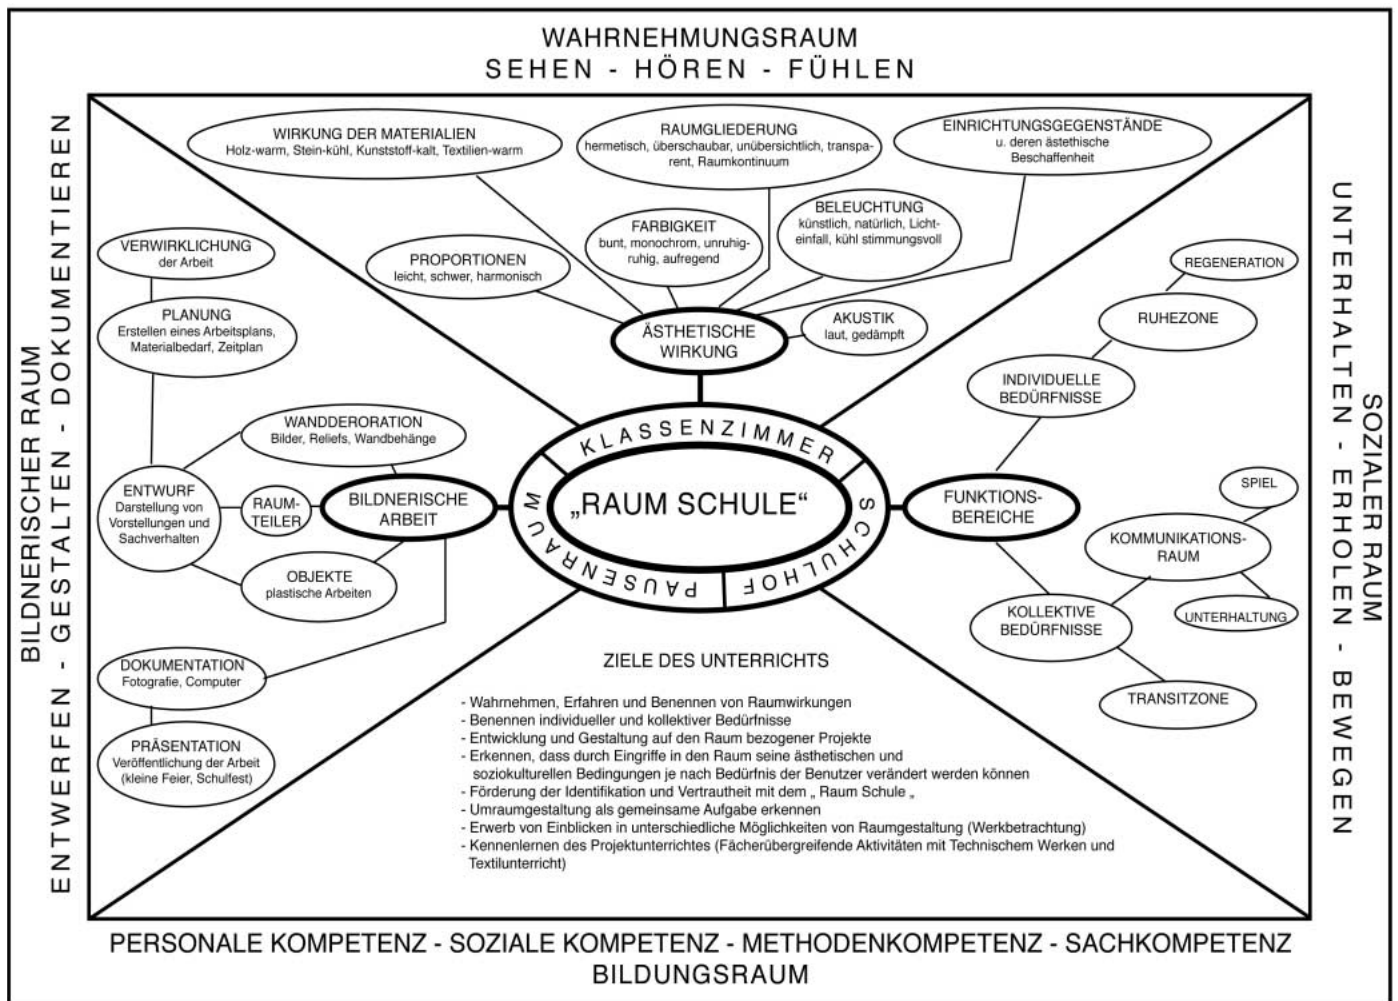 WAHRNEHMUNGSRAUM
SEHEN - HÖREN - FÜHLEN
BILDNERISCHER RAUM
ENTWERFEN - GESTALTEN - DOKUMENTIEREN
WIRKUNG DER MATERIALIEN
Holz-warm, Stein-kühl, Kunststoff-kalt, Textilien-warm
RAUMGLIEDERUNG
hermetisch, überschaubar, unübersichtlich, transpa-
rent, Raumkontinuum
EINRICHTUNGSGEGENSTÄNDE
u. deren ästethische
Beschaffenheit
PROPORTIONEN
leicht, schwer, harmonisch
FARBIGKEIT
bunt, monochrom, unruhig-
ruhig, aufregend
BELEUCHTUNG
künstlich, natürlich, Licht-
einfall, kühl stimmungsvoll
AKUSTIK
laut, gedämpft
ÄSTHETISCHE
WIRKUNG
VERWIRKLICHUNG
der Arbeit
PLANUNG
Erstellen eines Arbeitsplans,
Materialbedarf, Zeitplan
WANDDERORATION
Bilder, Reliefs, Wandbehänge
ENTWURF
Darstellung von
Vorstellungen und
Sachverhalten
RAUM-
TEILER
BILDNERISCHE
ARBEIT
OBJEKTE
plastische Arbeiten
DOKUMENTATION
Fotografie, Computer
PRÄSENTATION
Veröffentlichung der Arbeit
(kleine Feier, Schulfest)
KLASSENZIMMER
SCHULHOF
PAUSENRAUM
„RAUM SCHULE“
FUNKTIONS-
BEREICHE
REGENERATION
RUHEZONE
INDIVIDUELLE
BEDÜRFNISSE
SPIEL
KOMMUNIKATIONS-
RAUM
UNTERHALTUNG
KOLLEKTIVE
BEDÜRFNISSE
TRANSITZONE
UNTERHALTEN - ERHOLEN - BEWEGEN
SOZIALER RAUM
ZIELE DES UNTERRICHTS
- Wahrnehmen, Erfahren und Benennen von Raumwirkungen
- Benennen individueller und kollektiver Bedürfnisse
- Entwicklung und Gestaltung auf den Raum bezogener Projekte
- Erkennen, dass durch Eingriffe in den Raum seine ästhetischen und
soziokulturellen Bedingungen je nach Bedürfnis der Benutzer verändert werden können
- Förderung der Identifikation und Vertrautheit mit dem „ Raum Schule „
- Umraumgestaltung als gemeinsame Aufgabe erkennen
- Erwerb von Einblicken in unterschiedliche Möglichkeiten von Raumgestaltung (Werkbetrachtung)
- Kennenlernen des Projektunterrichtes (Fächerübergreifende Aktivitäten mit Technischem Werken und
Textilunterricht)
PERSONALE KOMPETENZ - SOZIALE KOMPETENZ - METHODENKOMPETENZ - SACHKOMPETENZ
BILDUNGSRAUM